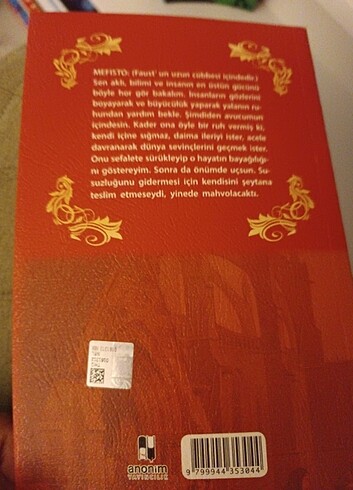 MEFISTO: (Faust' un uzun cübbesi içindedir.)
Sen aklı, bilimi ve insanın en üstün gücünü
böyle hor gör bakalım. İnsanların gözlerini
boyayarak ve büyücülük yaparak yalanın ru-
hundan yardım bekle. Şimdiden avucumun
içindesin. Kader ona öyle bir ruh vermiş ki,
kendi içine sığmaz, daima ileriyi ister, acele
davranarak dünya sevinçlerini geçmek ister.
Onu sefalete sürükleyip o hayatın bayağılığı-
nı göstereyim. Sonra da önümde uçsun. Su-
suzluğunu gidermesi için kendisini şeytana
teslim etmeseydi, yinede mahvolacaktı.
anonim
YAYINCILIK
9 799944 353044